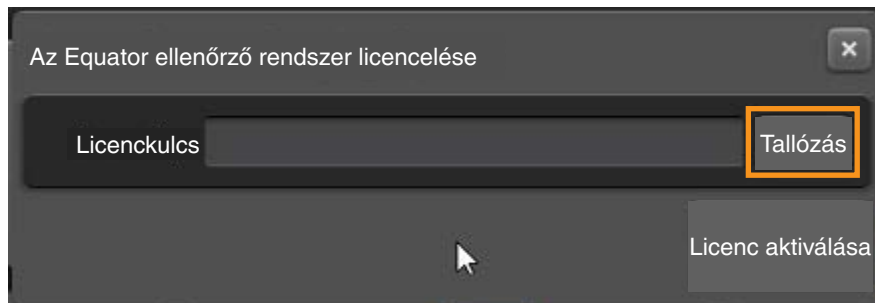 Az Equator ellenőrző rendszer licencelése
Licenckulcs
Tallózás
Licenc aktiválása